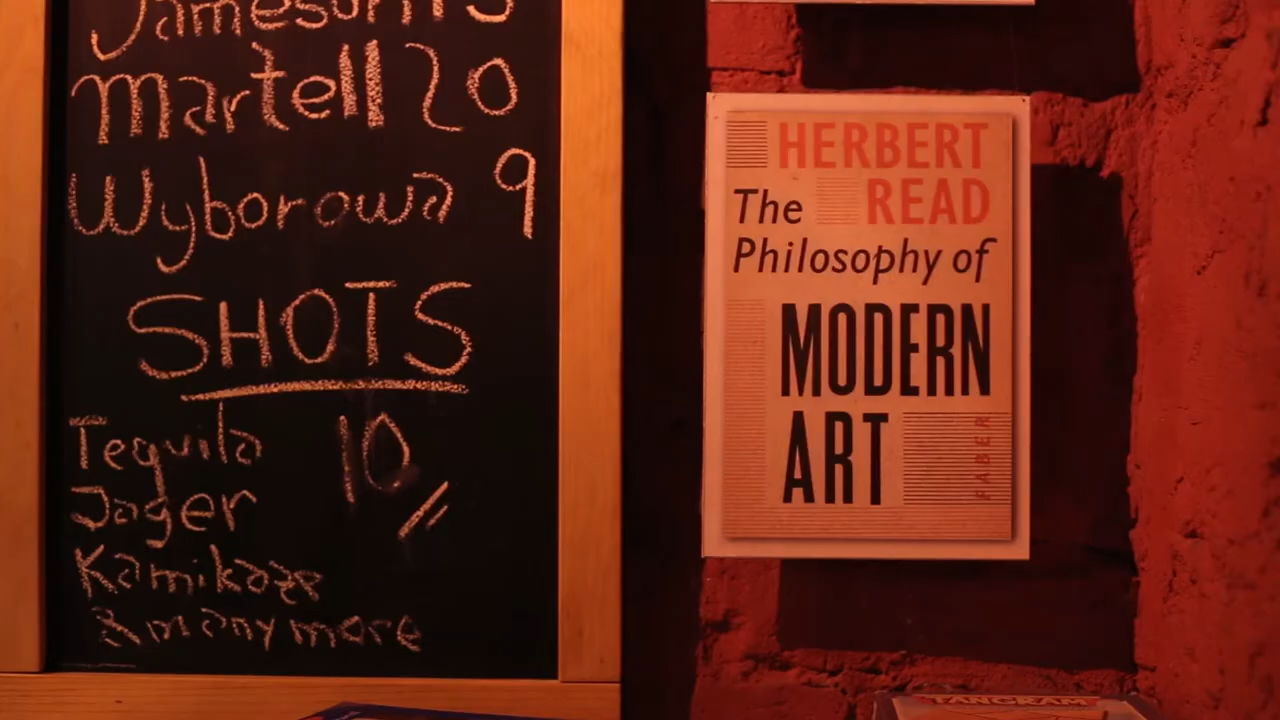 Martell 20
Wyborowa 9
SHOTS
Tequila 10
Jager
Kamikaze
& many more
HERBERT
READ
The
Philosophy of
MODERN
ART
FABER
TANGRAM